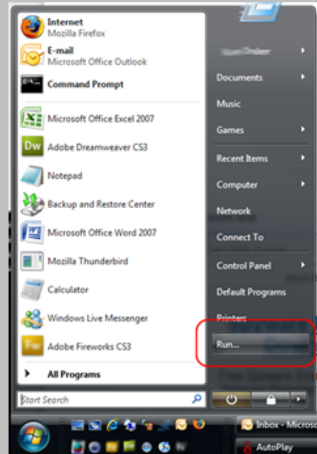 Internet
Mozilla Firefox
E-mail
Microsoft Office Outlook
Command Prompt
Microsoft Office Excel 2007
Dw
Adobe Dreamweaver CS3
Notepad
Backup and Restore Center
Microsoft Office Word 2007
Mozilla Thunderbird
Calculator
Windows Live Messenger
Fw
Adobe Fireworks CS3
All Programs
Start Search
Documents
Music
Games
Recent Items
Computer
Network
Connect To
Control Panel
Default Programs
Printers
Run...
Inbox - Microso
AutoPlay